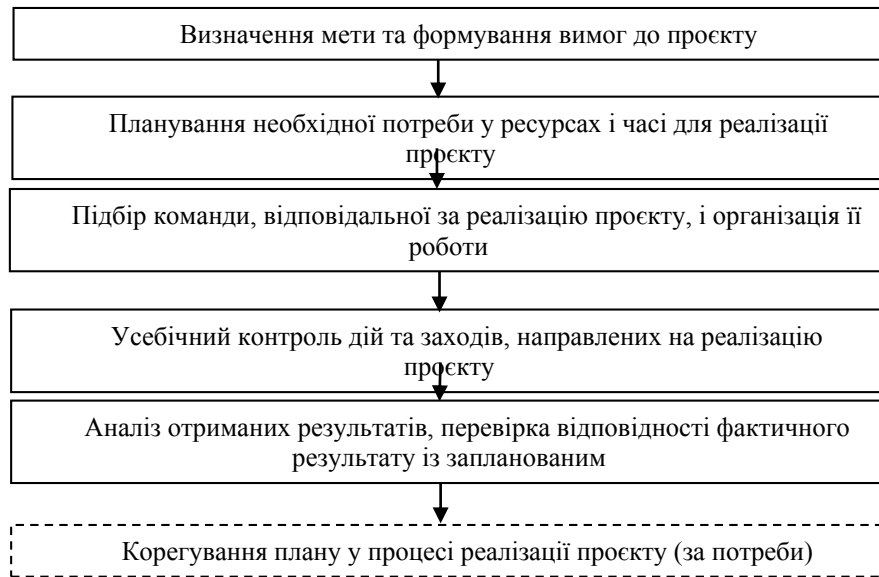 Визначення мети та формування вимог до проєкту
Планування необхідної потреби у ресурсах і часі для реалізації
проєкту
Підбір команди, відповідальної за реалізацію проєкту, і організація її
роботи
Усебічний контроль дій та заходів, направлених на реалізацію
проєкту
Аналіз отриманих результатів, перевірка відповідності фактичного
результату із запланованим
Корегування плану у процесі реалізації проєкту (за потреби)